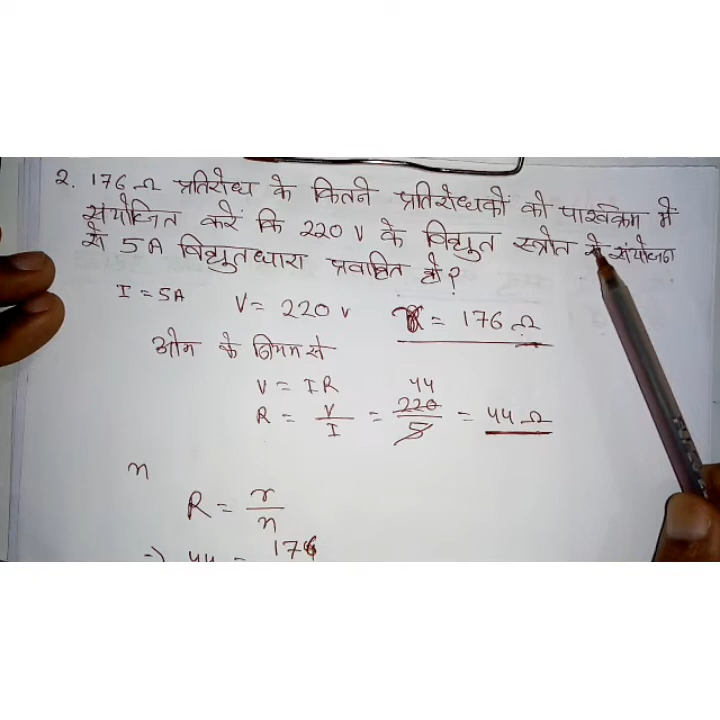 2. 176 Ω प्रतिरोध के कितने प्रतिरोधकों को पार्श्वक्रम में
संयोजित करें कि 220 V के विद्युत स्त्रोत से संयोजन
से 5A विद्युतधारा प्रवाहित हो?
I = 5A V = 220 V r = 176 Ω
ओम के नियम से
V = IR
R = V/I = 220/5 = 44 Ω
44
n
R = r/n
=) 44 = 176